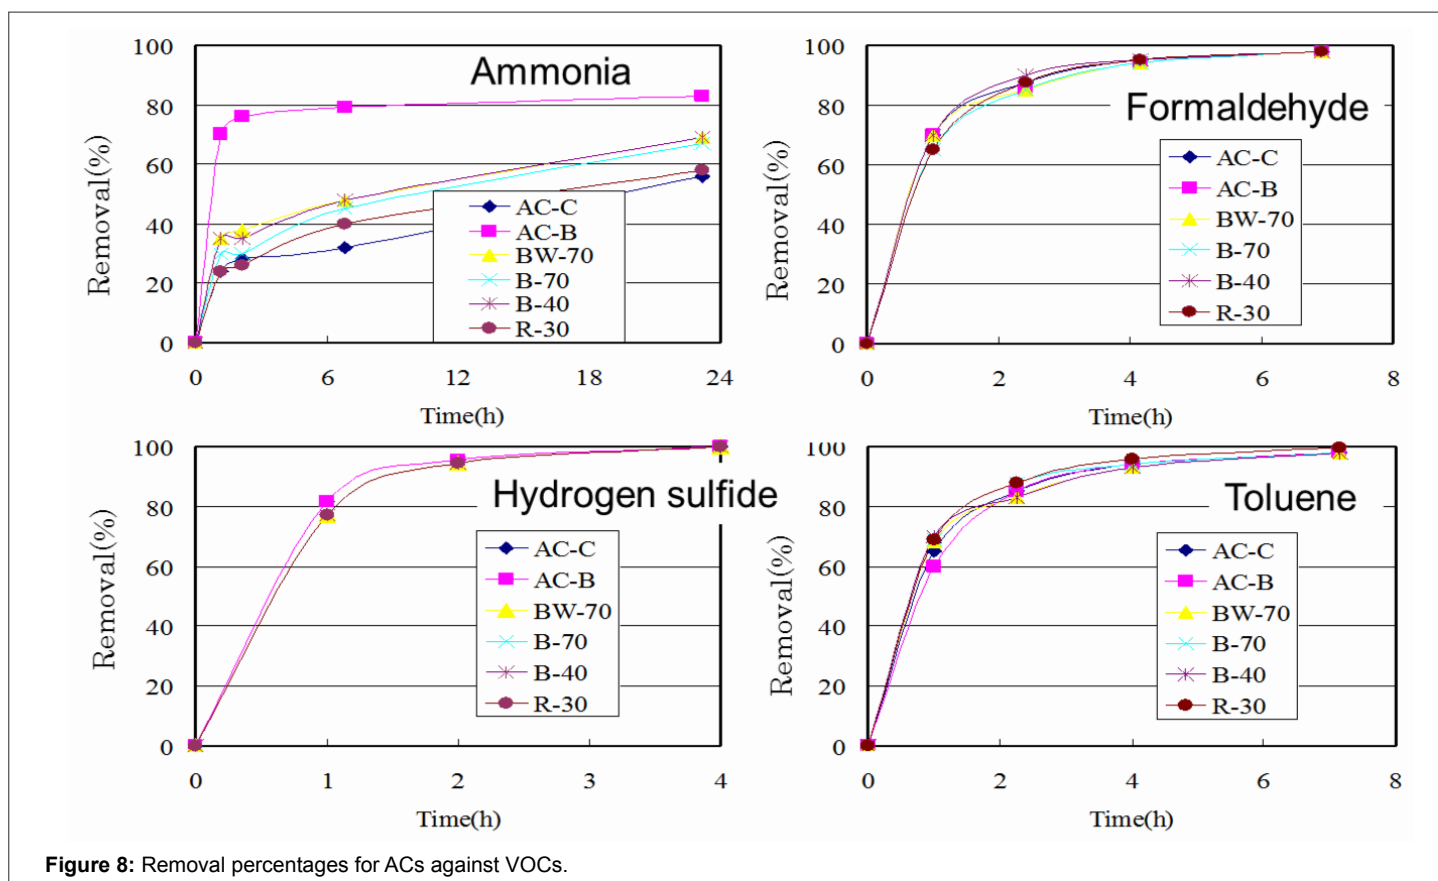 Ammonia
Removal(%)
100
80
60
40
20
0
0 6 12 18 24
Time(h)
AC-C
AC-B
BW-70
B-70
B-40
R-30
Formaldehyde
Removal(%)
100
80
60
40
20
0
0 2 4 6 8
Time(h)
AC-C
AC-B
BW-70
B-70
B-40
R-30
Hydrogen sulfide
Removal(%)
100
80
60
40
20
0
0 1 2 3 4
Time(h)
AC-C
AC-B
BW-70
B-70
B-40
R-30
Toluene
Removal(%)
100
80
60
40
20
0
0 2 4 6 8
Time(h)
AC-C
AC-B
BW-70
B-70
B-40
R-30
Figure 8: Removal percentages for ACs against VOCs.